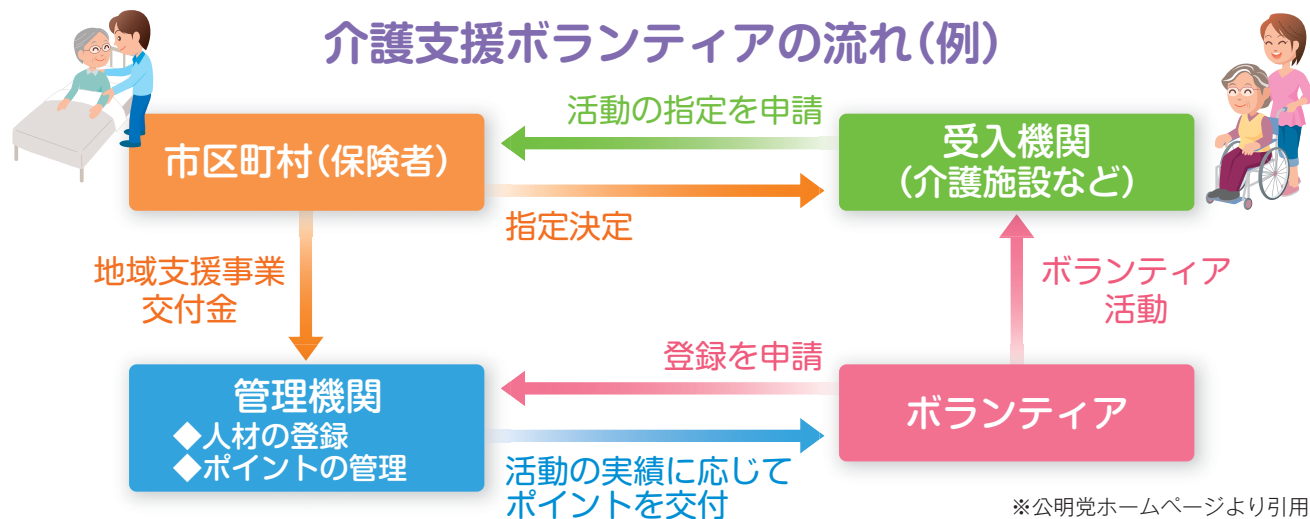 介護支援ボランティアの流れ(例)
活動の指定を申請
市区町村(保険者)
受入機関
(介護施設など)
指定決定
地域支援事業
交付金
ボランティア
活動
登録を申請
管理機関
◆人材の登録
◆ポイントの管理
ボランティア
活動の実績に応じて
ポイントを交付
※公明党ホームページより引用